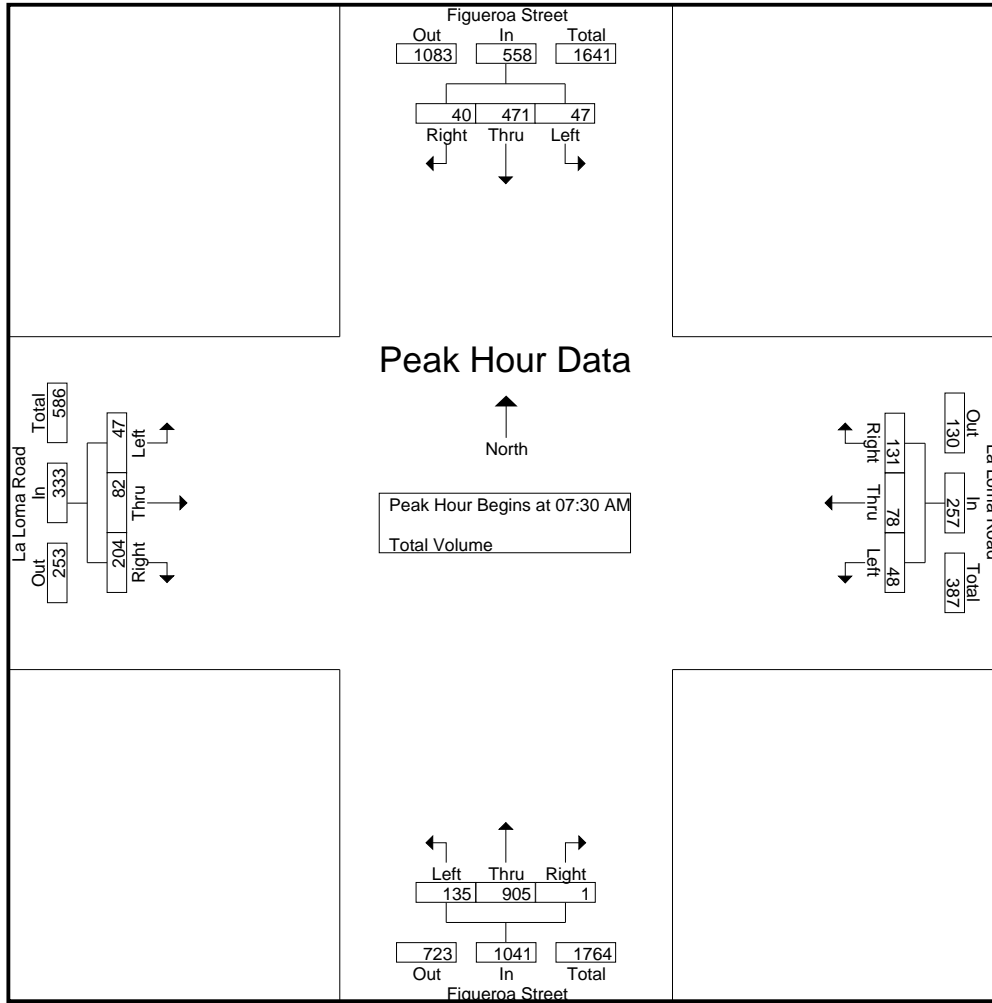 Figueroa Street
Out In Total
1083 558 1641
40 471 47
Right Thru Left
Peak Hour Data
North
Peak Hour Begins at 07:30 AM
Total Volume
La Loma Road
Total In Out
586 333 253
47 82 204
Left Thru Right
La Loma Road
Out In Total
130 257 387
131 78 48
Right Thru Left
Left Thru Right
135 905 1
723 1041 1764
Out In Total
Figueroa Street